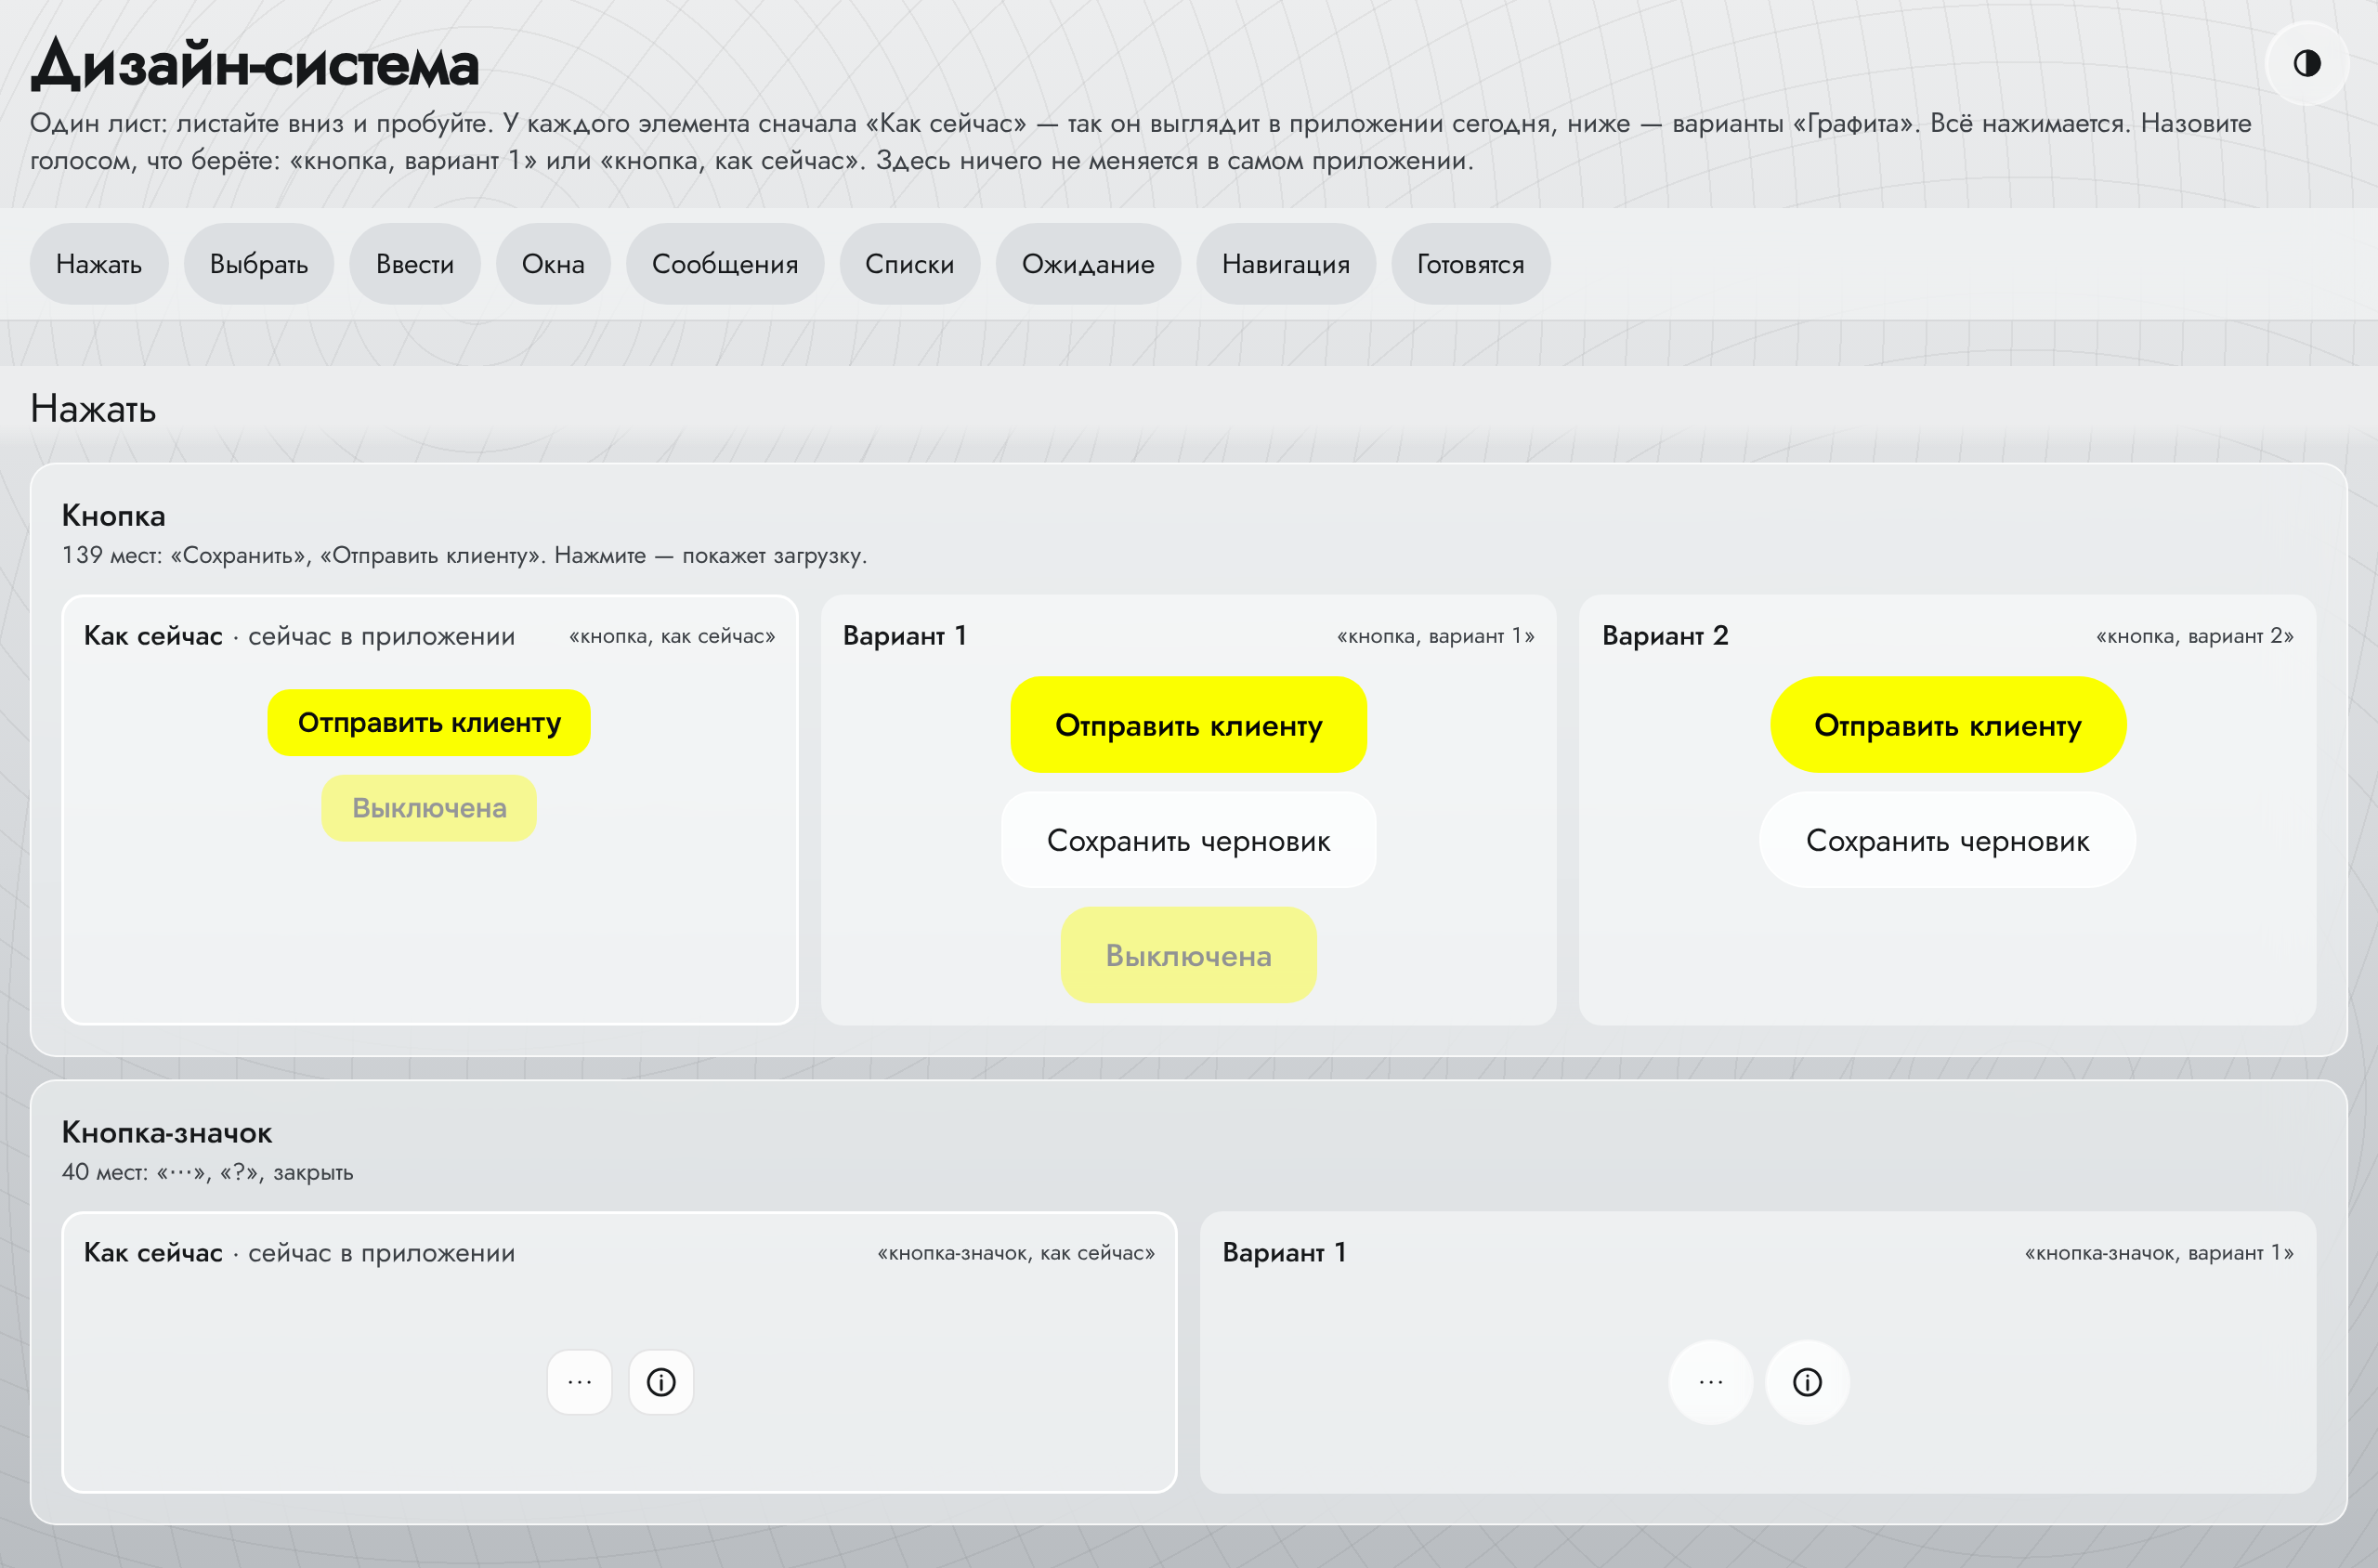 Дизайн-система
Один лист: листайте вниз и пробуйте. У каждого элемента сначала «Как сейчас» — так он выглядит в приложении сегодня, ниже — варианты «Графита». Всё нажимается. Назовите
голосом, что берёте: «кнопка, вариант 1» или «кнопка, как сейчас». Здесь ничего не меняется в самом приложении.
Нажать Выбрать Ввести Окна Сообщения Списки Ожидание Навигация Готовятся
Нажать
Кнопка
139 мест: «Сохранить», «Отправить клиенту». Нажмите — покажет загрузку.
Как сейчас · сейчас в приложении «кнопка, как сейчас»
Отправить клиенту
Выключена
Вариант 1 «кнопка, вариант 1»
Отправить клиенту
Сохранить черновик
Выключена
Вариант 2 «кнопка, вариант 2»
Отправить клиенту
Сохранить черновик
Кнопка-значок
40 мест: «⋯», «?», закрыть
Как сейчас · сейчас в приложении «кнопка-значок, как сейчас»
⋯
Вариант 1 «кнопка-значок, вариант 1»
⋯